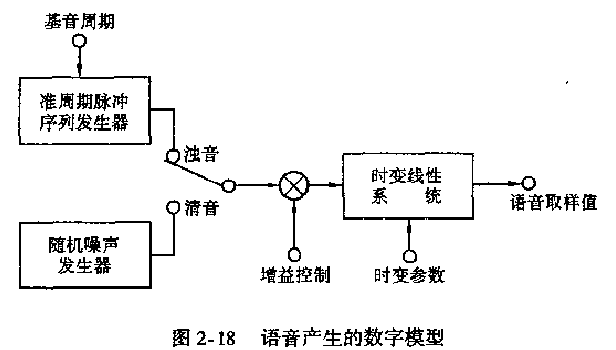 基音周期
准周期脉冲
序列发生器
浊音
清音
随机噪声
发生器
增益控制
时变线性
系 统
时变参数
语音取样值
图 2-18 语音产生的数字模型